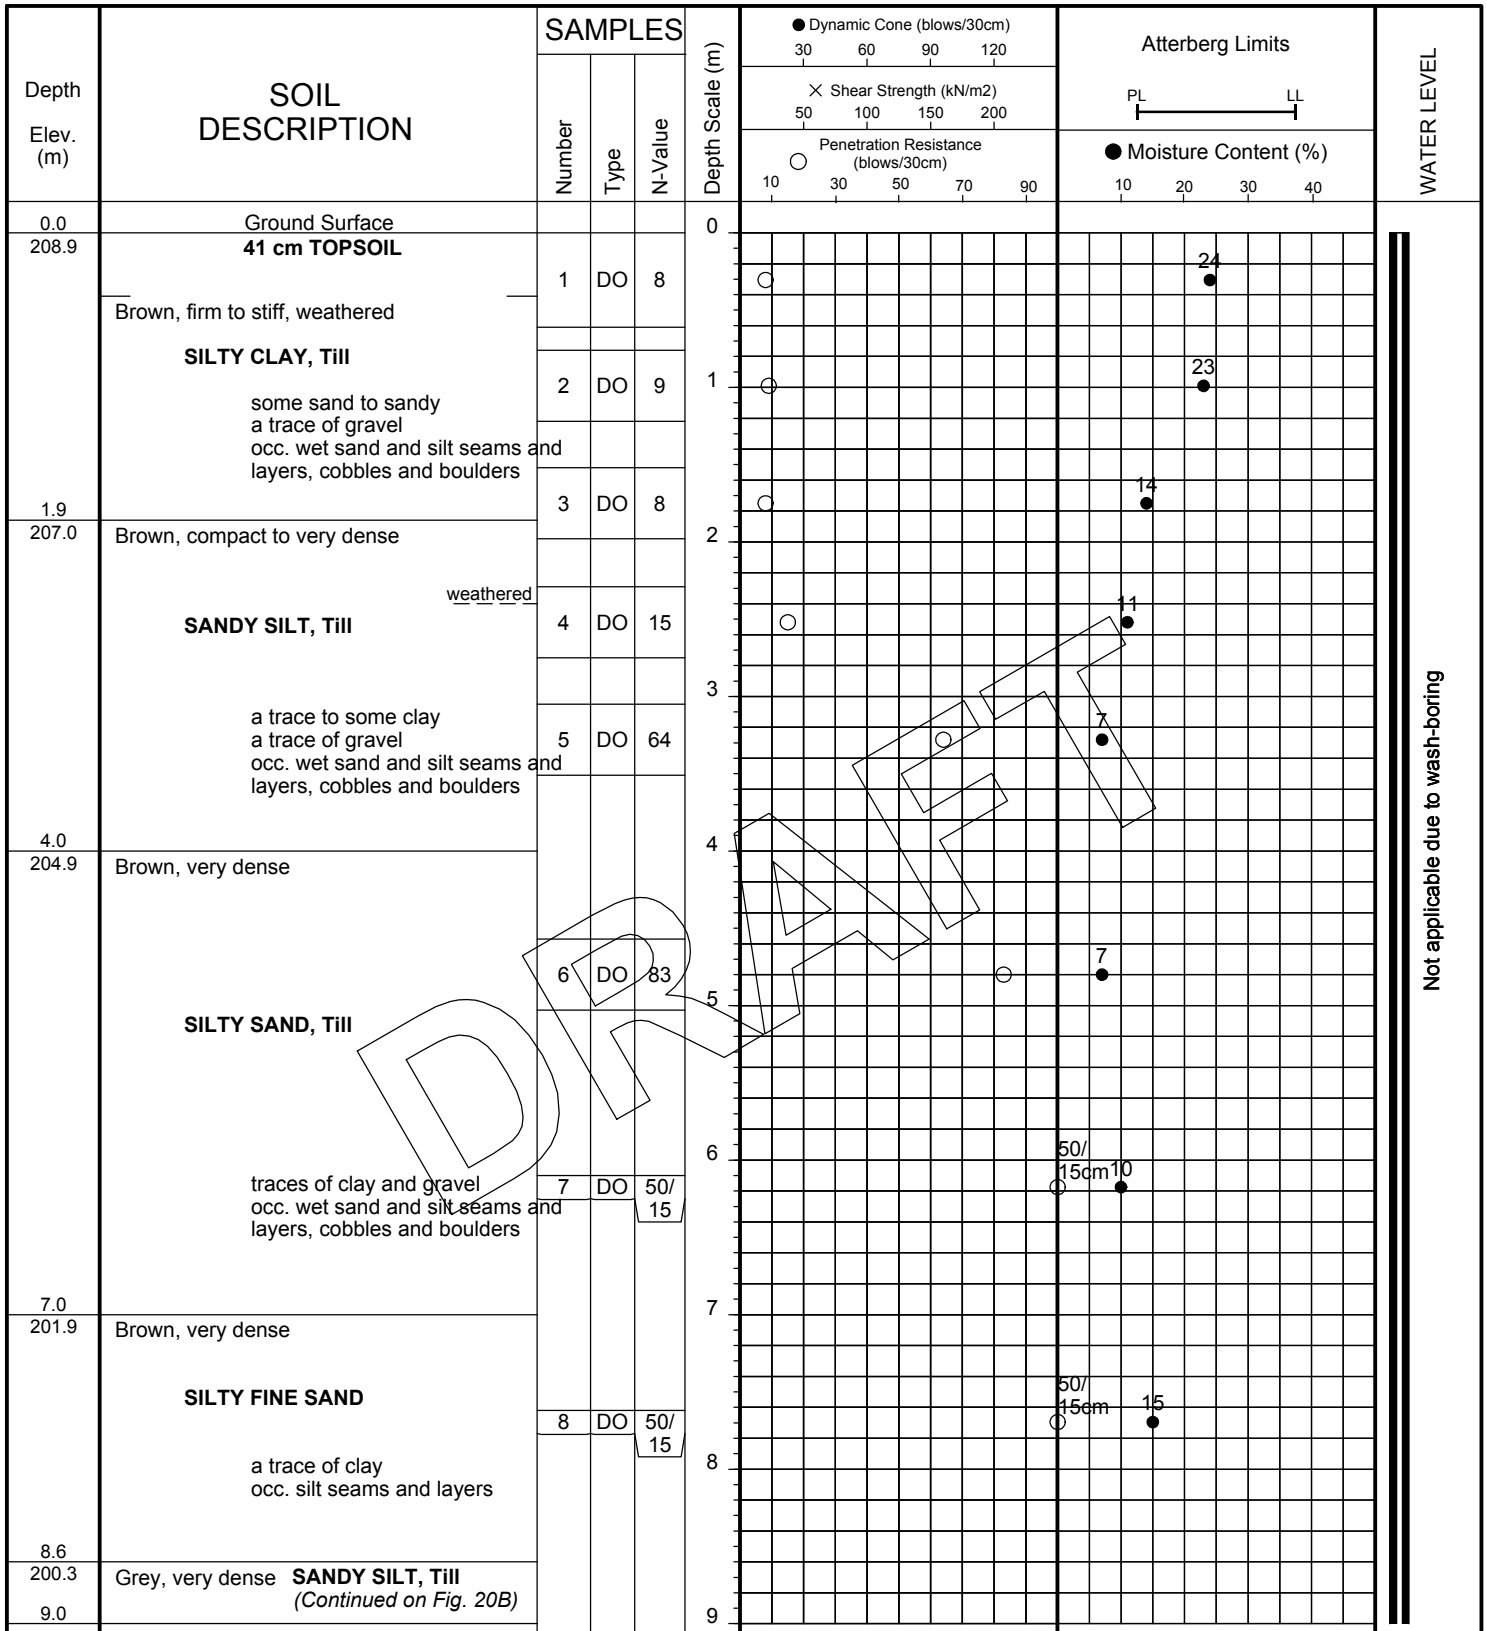 Depth
Elev.
(m)
SOIL
DESCRIPTION
SAMPLES
Number
Type
N-Value
Depth Scale (m)
Dynamic Cone (blows/30cm)
30 60 90 120
Shear Strength (kN/m2)
50 100 150 200
Penetration Resistance
(blows/30cm)
10 30 50 70 90
Atterberg Limits
PL LL
Moisture Content (%)
10 20 30 40
WATER LEVEL
0.0 Ground Surface 0
208.9 41 cm TOPSOIL
1 DO 8 24
Brown, firm to stiff, weathered
SILTY CLAY, Till
2 DO 9 1 23
some sand to sandy
a trace of gravel
occ. wet sand and silt seams and
layers, cobbles and boulders
3 DO 8 14
1.9
207.0 Brown, compact to very dense 2
weathered
SANDY SILT, Till
4 DO 15 11
3
a trace to some clay
a trace of gravel
occ. wet sand and silt seams and
layers, cobbles and boulders
5 DO 64 7
4.0 4
204.9 Brown, very dense
6 DO 83 7
5
SILTY SAND, Till
6
50/
15cm 10
traces of clay and gravel
occ. wet sand and silt seams and
layers, cobbles and boulders
7 DO 50/
15
7.0 7
201.9 Brown, very dense
SILTY FINE SAND
50/
15cm 15
8 DO 50/
15
8
a trace of clay
occ. silt seams and layers
8.6
200.3 Grey, very dense SANDY SILT, Till
(Continued on Fig. 20B)
9.0 9
Not applicable due to wash-boring
DRAFT